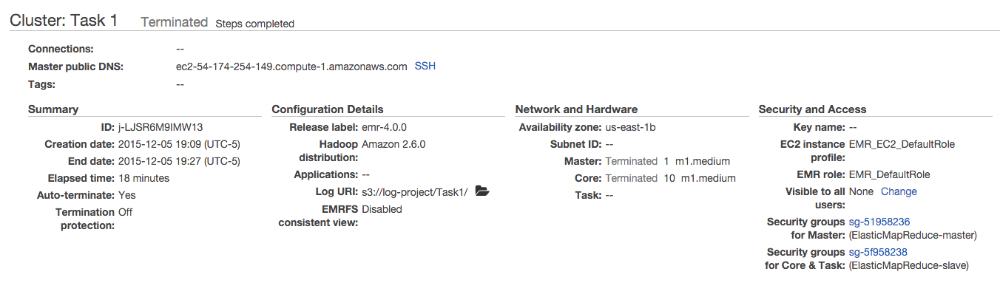 Cluster: Task 1 Terminated Steps completed
Connections: --
Master public DNS: ec2-54-174-254-149.compute-1.amazonaws.com SSH
Tags: --
Summary
ID: j-LJSR6M9IMW13
Creation date: 2015-12-05 19:09 (UTC-5)
End date: 2015-12-05 19:27 (UTC-5)
Elapsed time: 18 minutes
Auto-terminate: Yes
Termination Off
protection:
Configuration Details
Release label: emr-4.0.0
Hadoop Amazon 2.6.0
distribution:
Applications: --
Log URI: s3://log-project/Task1/
EMRFS Disabled
consistent view:
Network and Hardware
Availability zone: us-east-1b
Subnet ID: --
Master: Terminated 1 m1.medium
Core: Terminated 10 m1.medium
Task: --
Security and Access
Key name: --
EC2 instance EMR_EC2_DefaultRole
profile:
EMR role: EMR_DefaultRole
Visible to all None Change
users:
Security groups sg-51958236
for Master: (ElasticMapReduce-master)
Security groups sg-5f958238
for Core & Task: (ElasticMapReduce-slave)